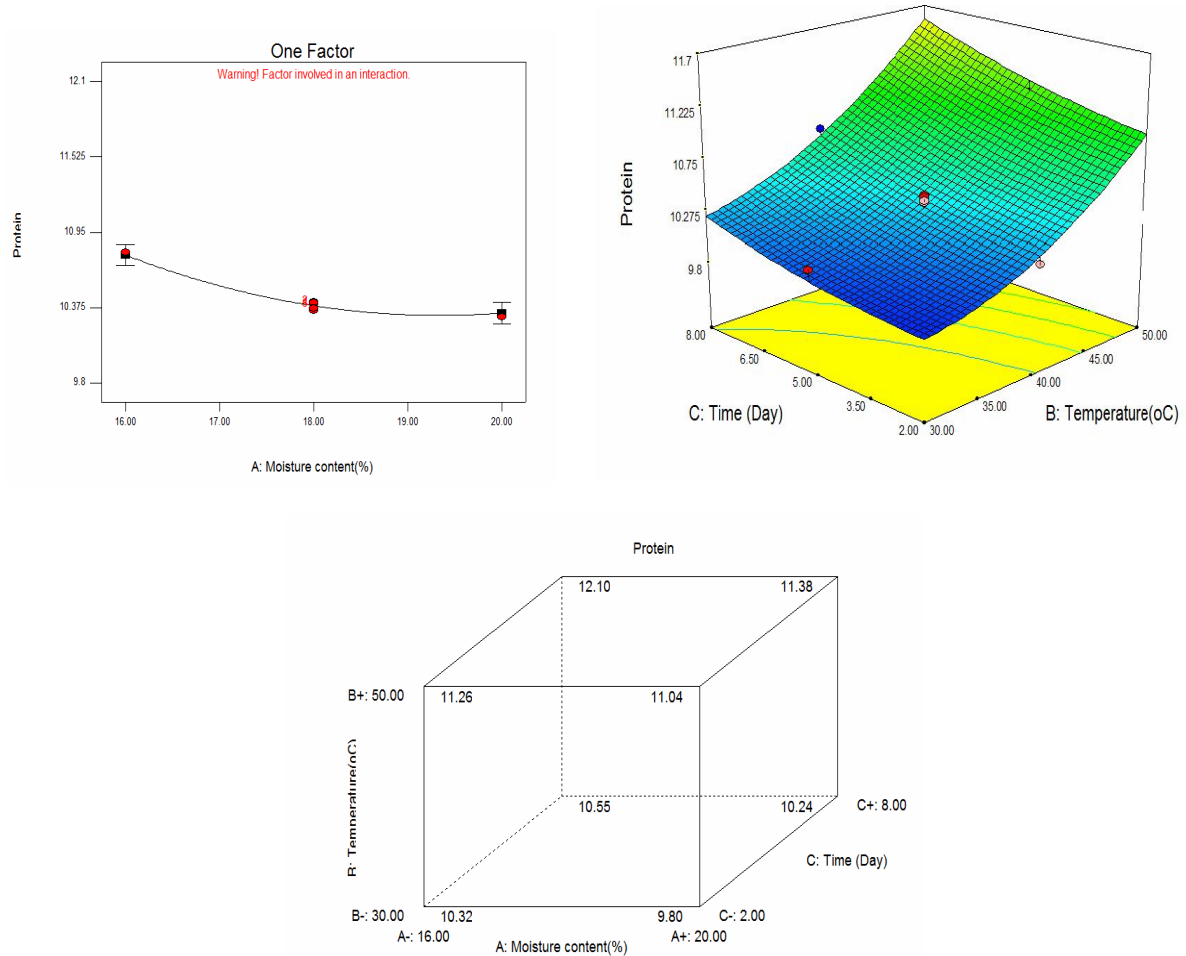 One Factor
Warning! Factor involved in an interaction.
12.1
11.525
10.95
10.375
9.8
Protein
16.00 17.00 18.00 19.00 20.00
A: Moisture content(%)
11.7
11.225
10.75
10.275
9.8
Protein
8.00
6.50
5.00
3.50
2.00
30.00
35.00
40.00
45.00
50.00
C: Time (Day)
B: Temperature(oC)
Protein
12.10 11.38
B+: 50.00
11.26 11.04
B: Temperature(oC)
10.55 10.24
C+: 8.00
C: Time (Day)
B-: 30.00
10.32 9.80
C-: 2.00
A-: 16.00
A+: 20.00
A: Moisture content(%)